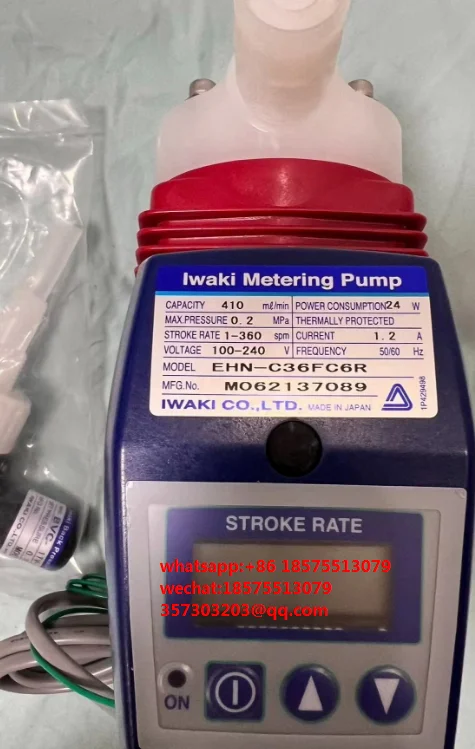 Iwaki Metering Pump
CAPACITY 410 mℓ/min POWER CONSUMPTION 24 W
MAX.PRESSURE 0.2 MPa THERMALLY PROTECTED
STROKE RATE 1-360 spm CURRENT 1.2 A
VOLTAGE 100-240 V FREQUENCY 50/60 Hz
MODEL EHN-C36FC6R
MFG.No. M062137089
IWAKI CO.,LTD. MADE IN JAPAN
1P429498
STROKE RATE
whatsapp:+86 18575513079
wechat:18575513079
357303203@qq.com
ON